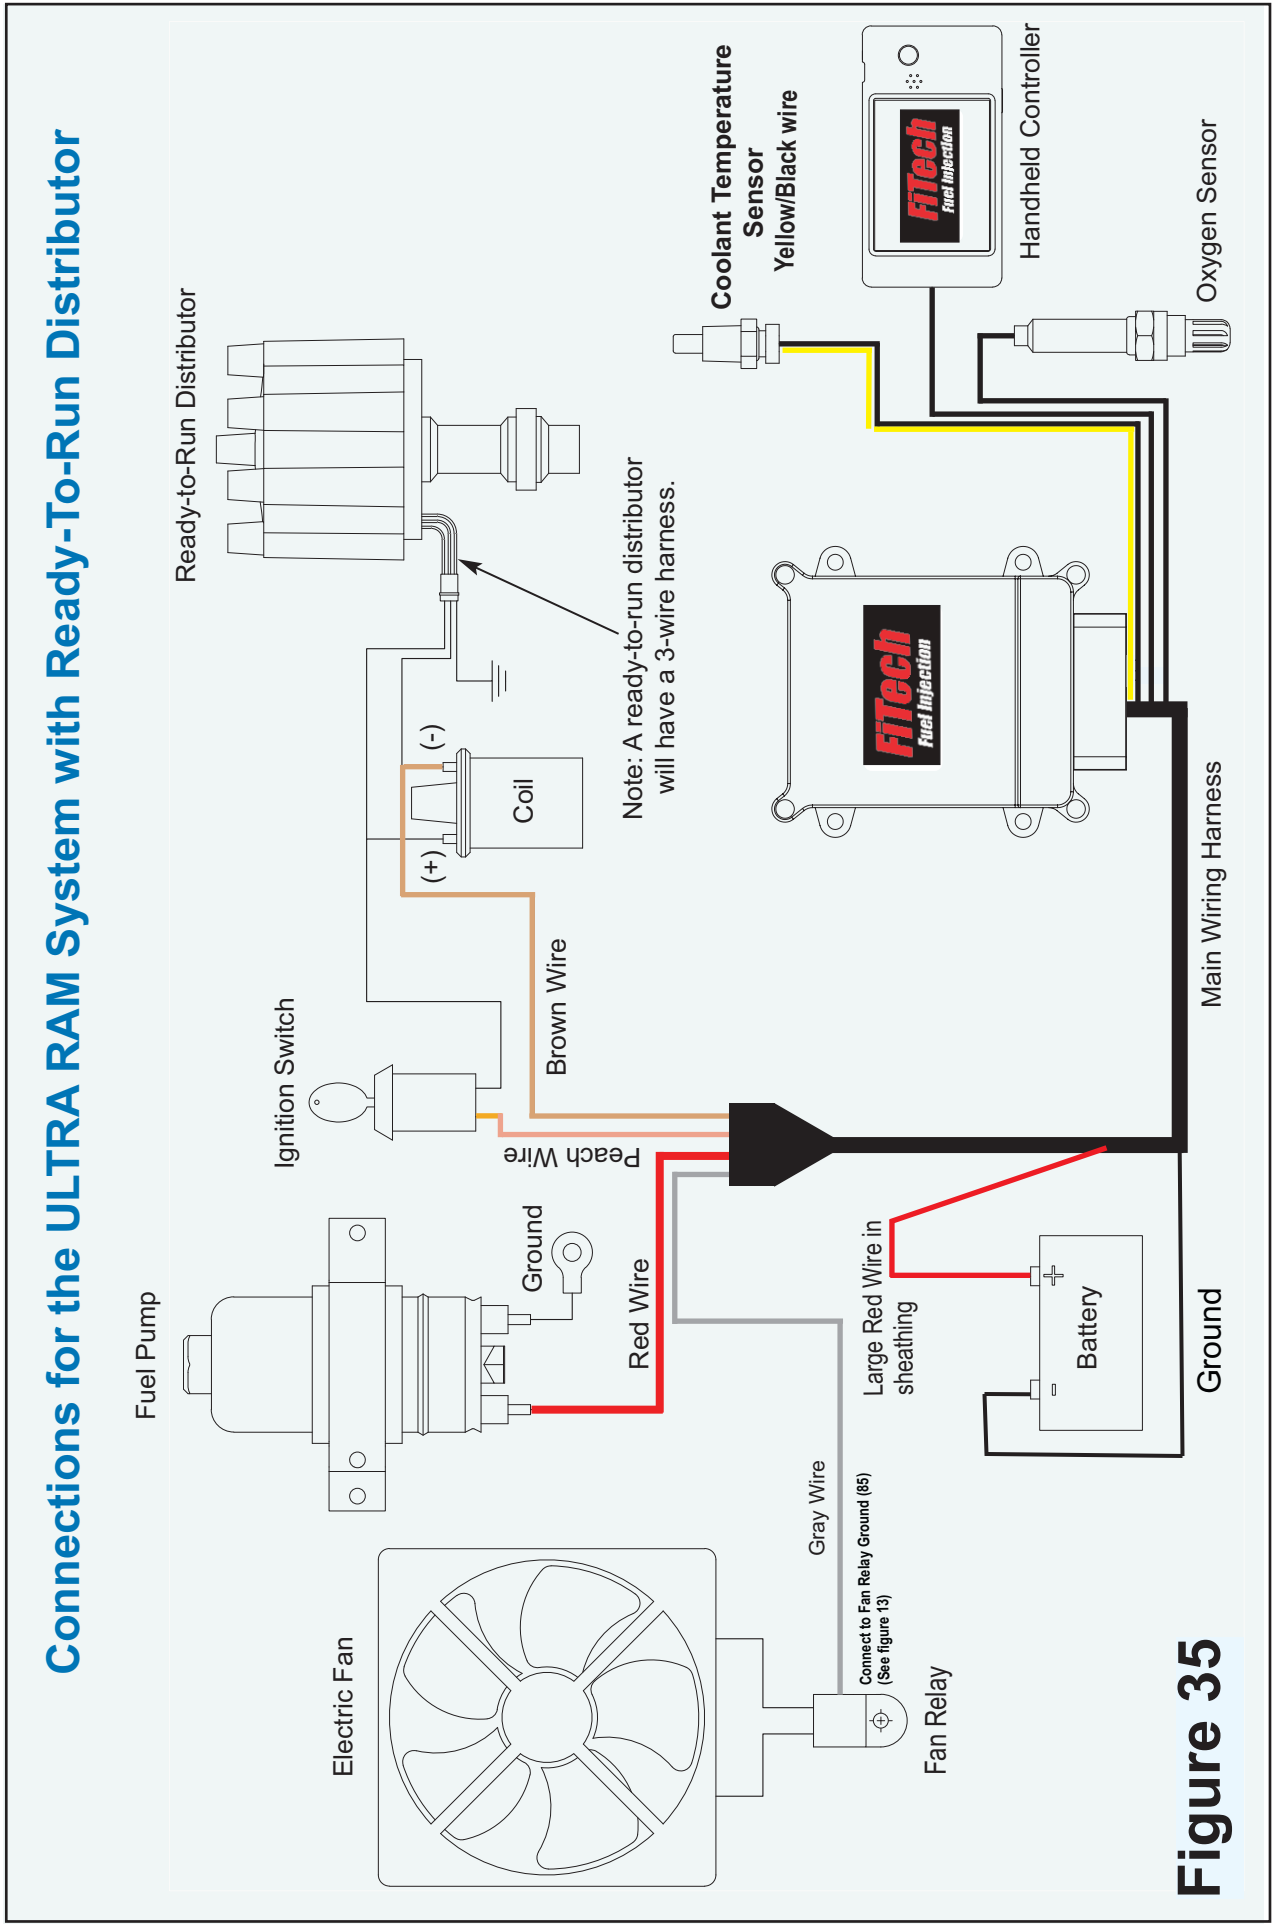 Connections for the ULTRA RAM System with Ready-To-Run Distributor
Fuel Pump
Ignition Switch
Ready-to-Run Distributor
Electric Fan
Ground
Peach Wire
Brown Wire
(+)
(-)
Coil
Note: A ready-to-run distributor
will have a 3-wire harness.
Red Wire
Coolant Temperature
Sensor
Yellow/Black wire
Gray Wire
Connect to Fan Relay Ground (85)
(See figure 13)
Fan Relay
Large Red Wire in
sheathing
FiTech
Fuel Injection
FiTech
Fuel Injection
Handheld Controller
- +
Battery
Ground
Main Wiring Harness
Oxygen Sensor
Figure 35